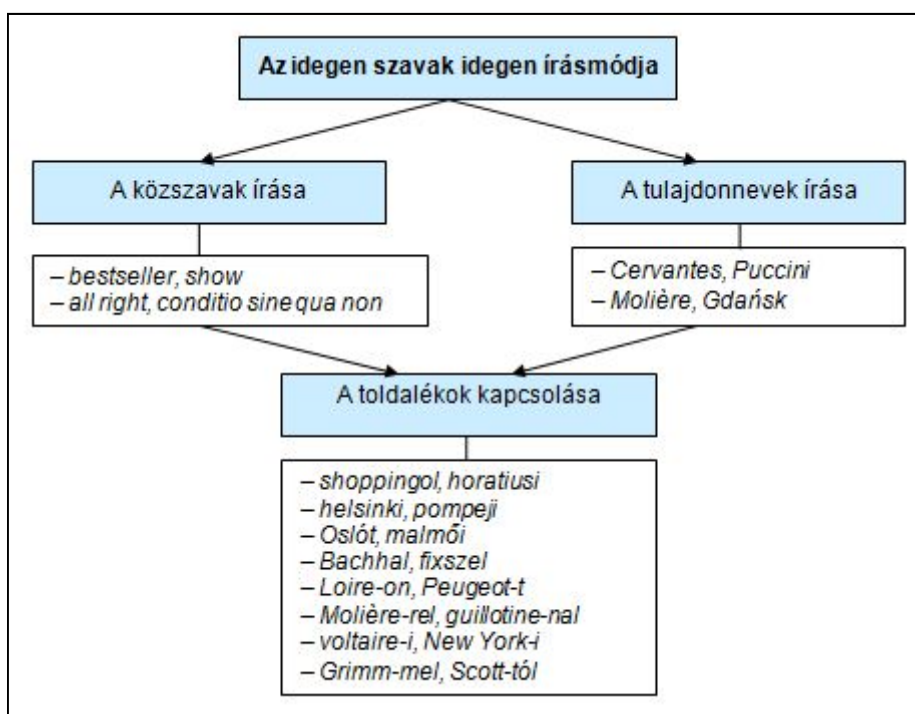 Az idegen szavak idegen írásmódja
A közszavak írása
– bestseller, show
– all right, conditio sine qua non
A tulajdonnevek írása
– Cervantes, Puccini
– Molière, Gdańsk
A toldalékok kapcsolása
– shoppingol, horatiusi
– helsinki, pompeji
– Oslót, malmői
– Bachhal, fixszel
– Loire-on, Peugeot-t
– Molière-rel, guillotine-nal
– voltaire-i, New York-i
– Grimm-mel, Scott-tól